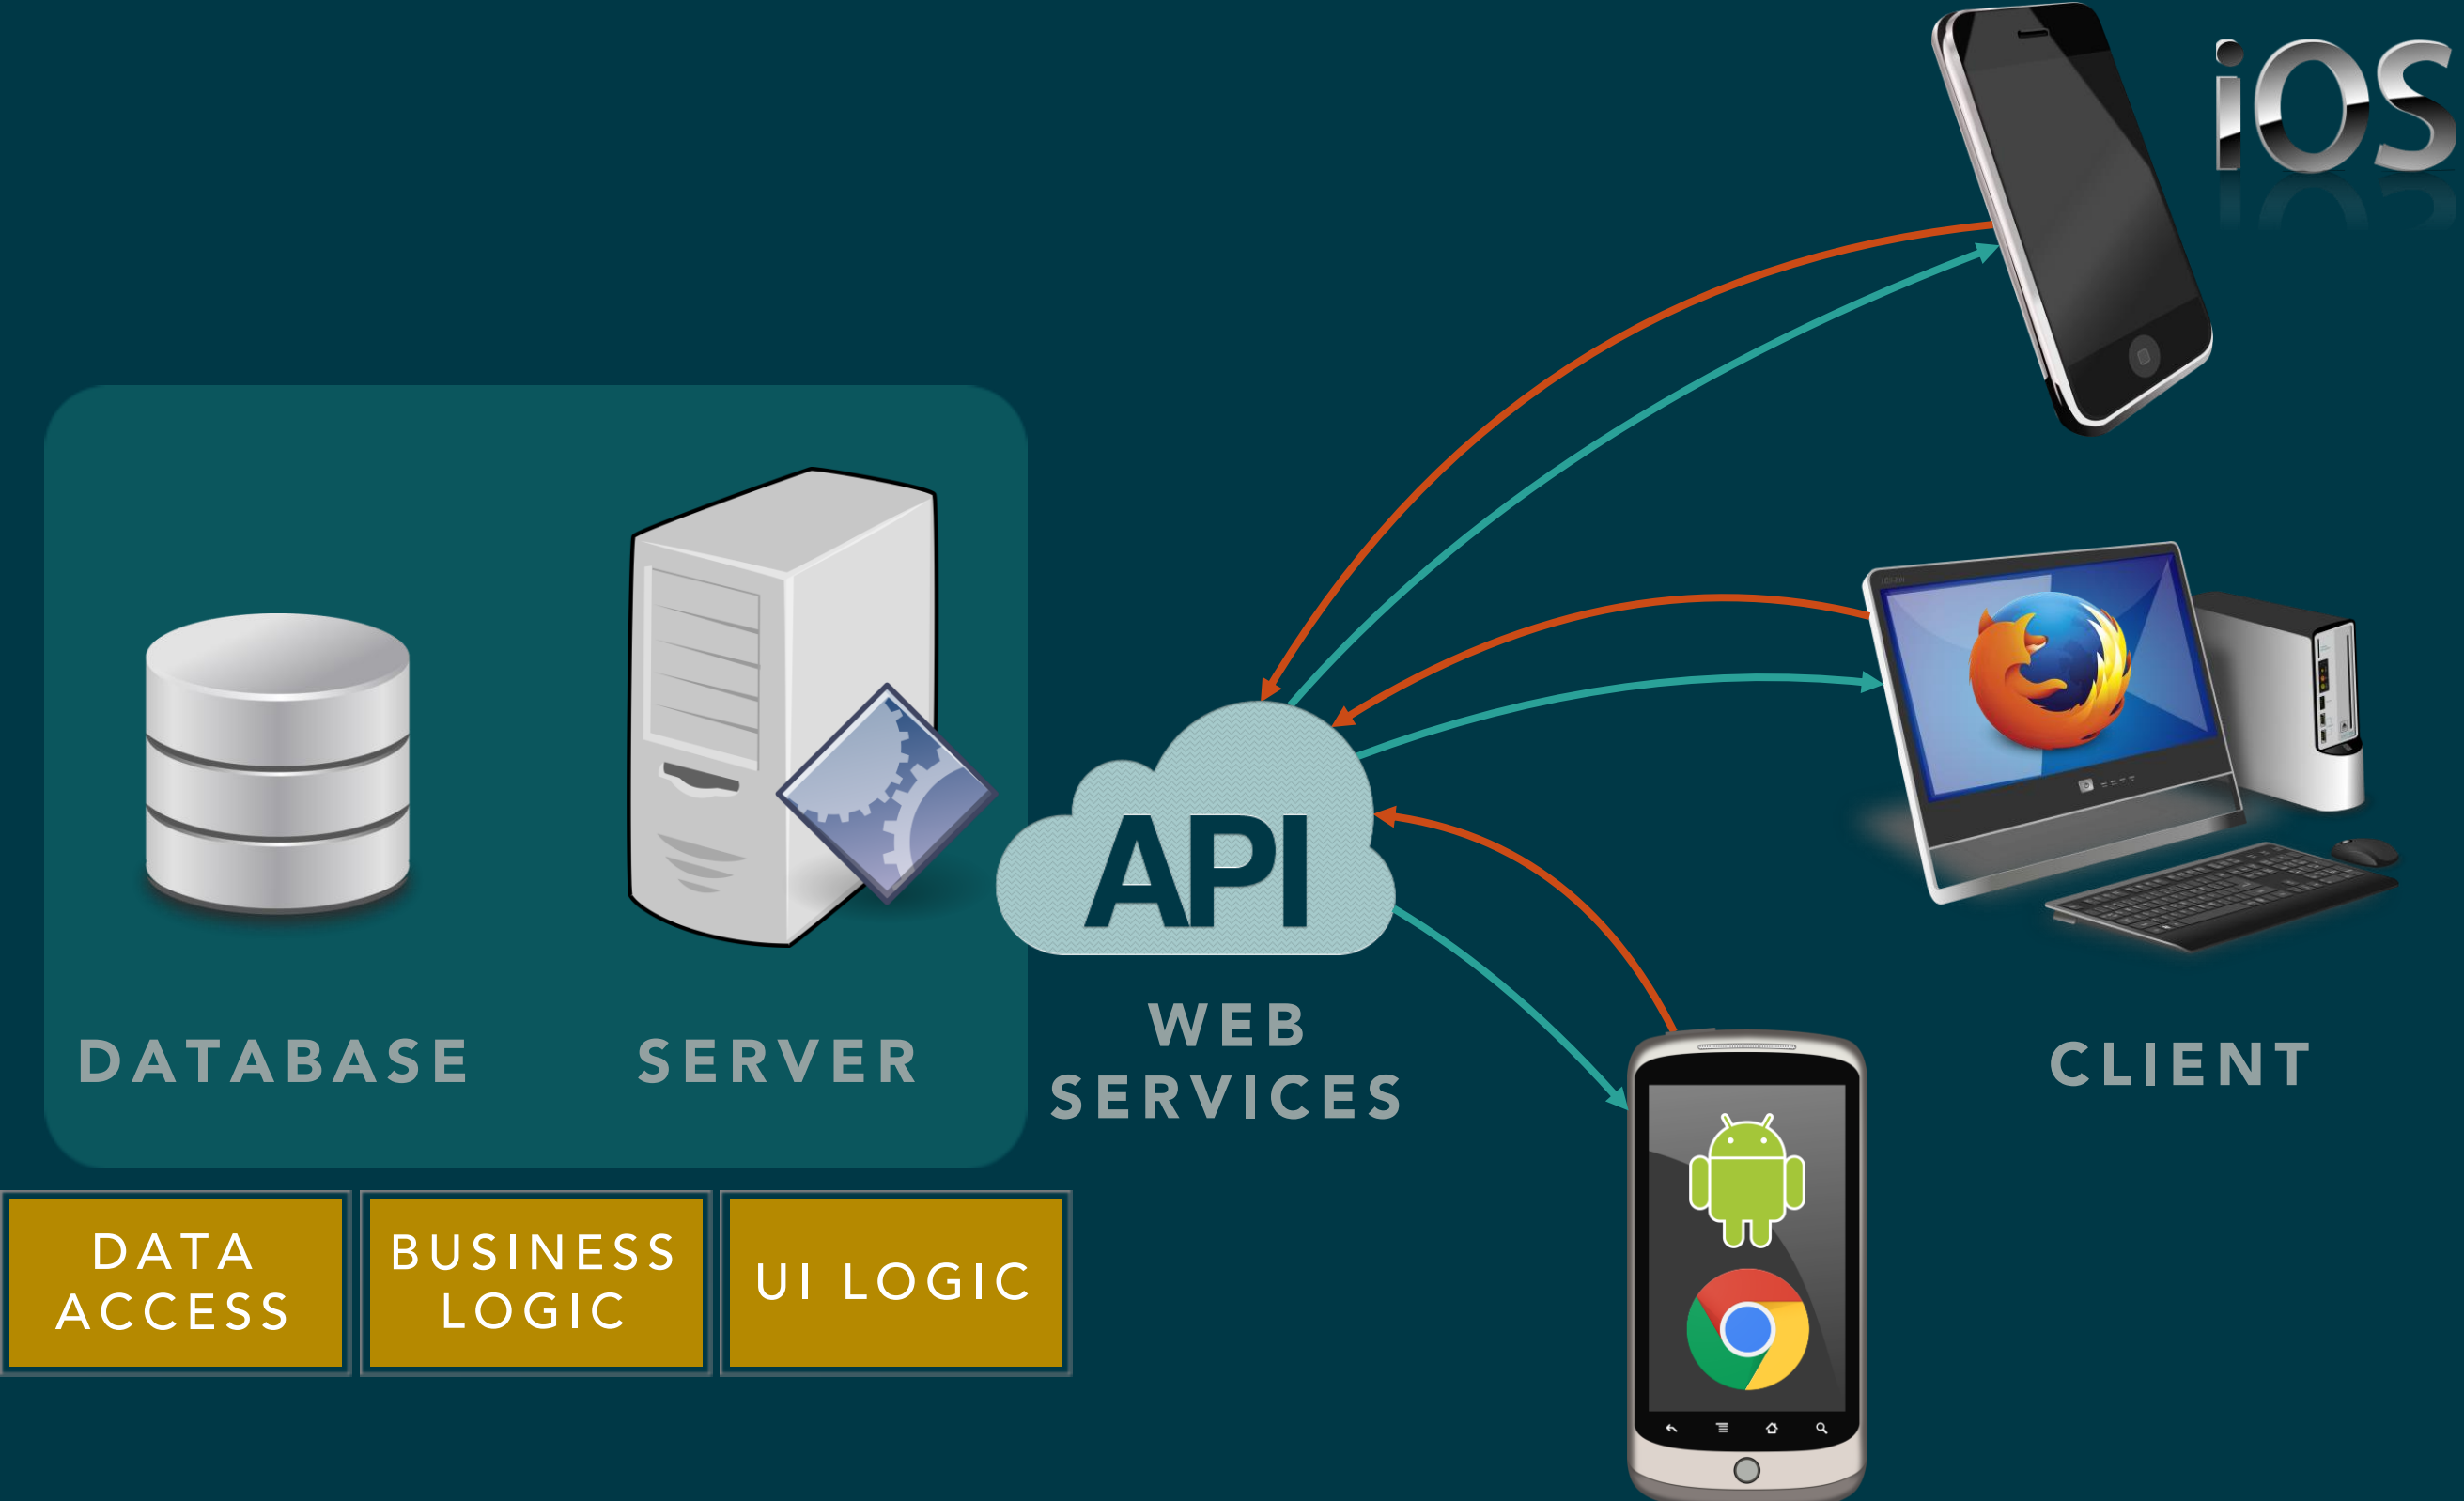 iOS
API
WEB
SERVICES
DATABASE
SERVER
CLIENT
DATA
ACCESS
BUSINESS
LOGIC
UI LOGIC